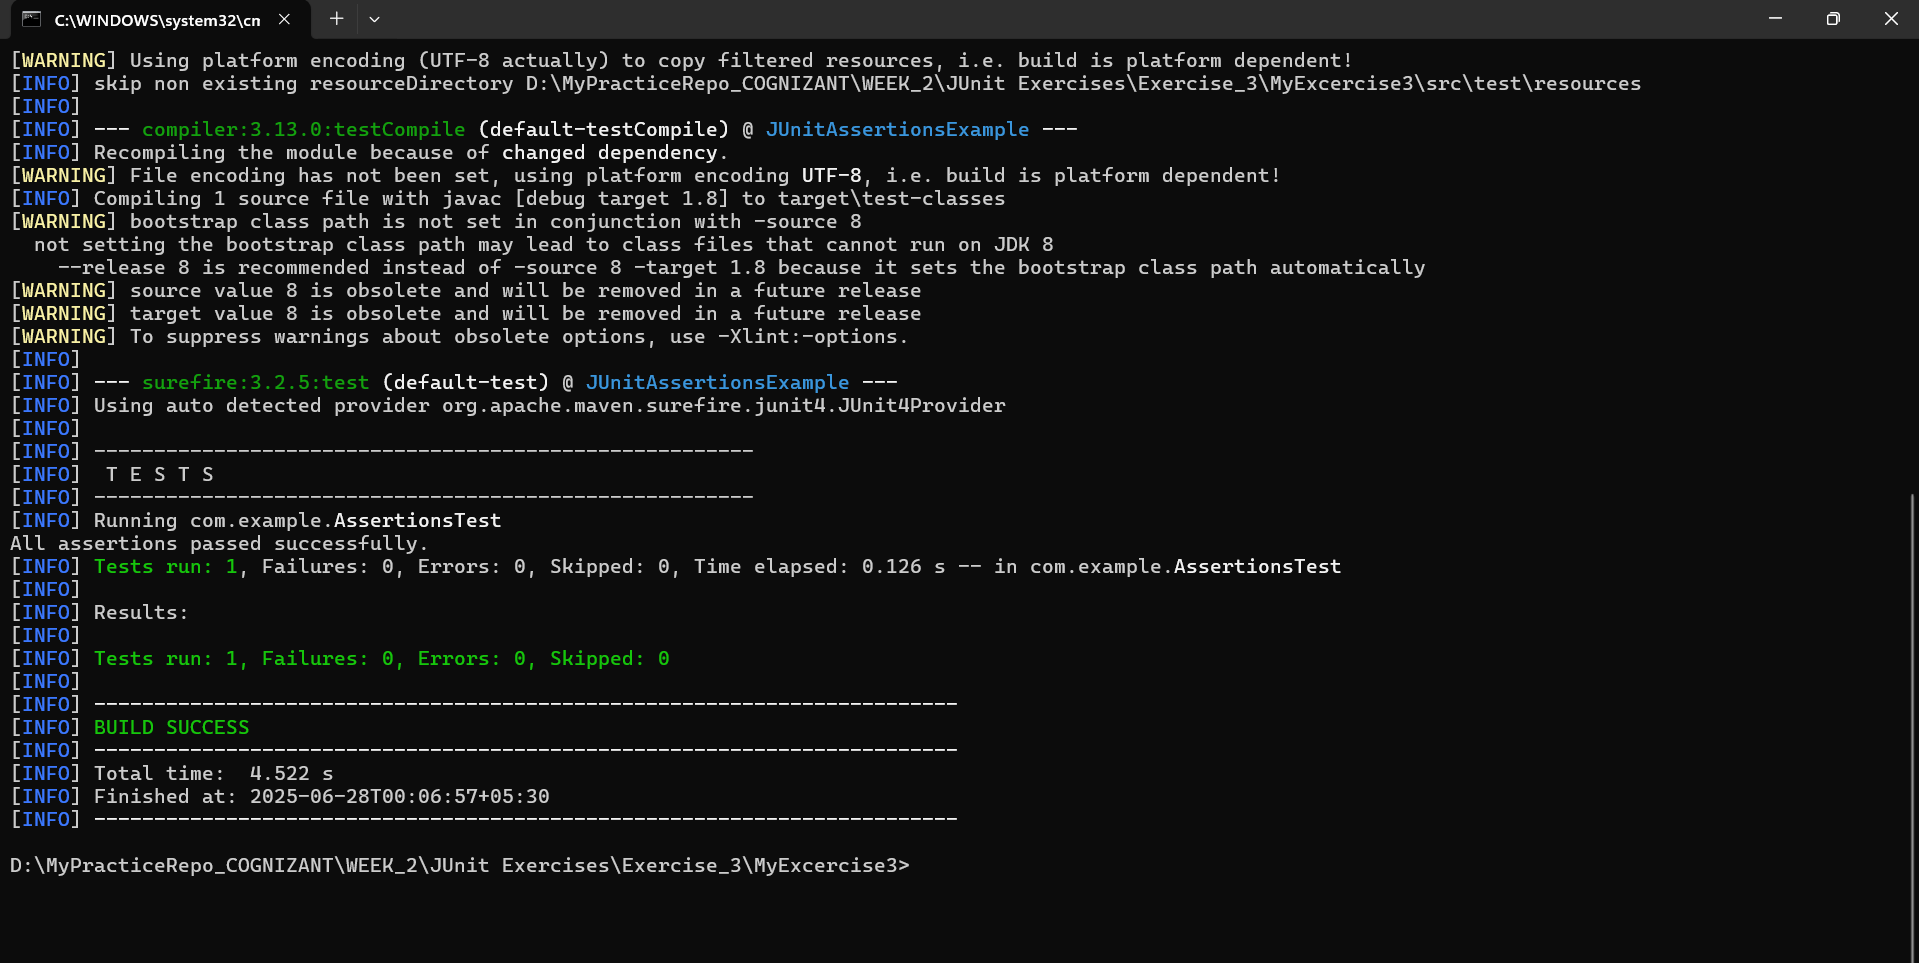 C:\WINDOWS\system32\cn
[WARNING] Using platform encoding (UTF-8 actually) to copy filtered resources, i.e. build is platform dependent!
[INFO] skip non existing resourceDirectory D:\MyPracticeRepo_COGNIZANT\WEEK_2\JUnit Exercises\Exercise_3\MyExcercise3\src\test\resources
[INFO]
[INFO] --- compiler:3.13.0:testCompile (default-testCompile) @ JUnitAssertionsExample ---
[INFO] Recompiling the module because of changed dependency.
[WARNING] File encoding has not been set, using platform encoding UTF-8, i.e. build is platform dependent!
[INFO] Compiling 1 source file with javac [debug target 1.8] to target\test-classes
[WARNING] bootstrap class path is not set in conjunction with -source 8
  not setting the bootstrap class path may lead to class files that cannot run on JDK 8
    --release 8 is recommended instead of -source 8 -target 1.8 because it sets the bootstrap class path automatically
[WARNING] source value 8 is obsolete and will be removed in a future release
[WARNING] target value 8 is obsolete and will be removed in a future release
[WARNING] To suppress warnings about obsolete options, use -Xlint:-options.
[INFO]
[INFO] --- surefire:3.2.5:test (default-test) @ JUnitAssertionsExample ---
[INFO] Using auto detected provider org.apache.maven.surefire.junit4.JUnit4Provider
[INFO]
[INFO] -------------------------------------------------------
[INFO]  T E S T S
[INFO] -------------------------------------------------------
[INFO] Running com.example.AssertionsTest
All assertions passed successfully.
[INFO] Tests run: 1, Failures: 0, Errors: 0, Skipped: 0, Time elapsed: 0.126 s -- in com.example.AssertionsTest
[INFO]
[INFO] Results:
[INFO]
[INFO] Tests run: 1, Failures: 0, Errors: 0, Skipped: 0
[INFO]
[INFO] ------------------------------------------------------------------------
[INFO] BUILD SUCCESS
[INFO] ------------------------------------------------------------------------
[INFO] Total time:  4.522 s
[INFO] Finished at: 2025-06-28T00:06:57+05:30
[INFO] ------------------------------------------------------------------------
D:\MyPracticeRepo_COGNIZANT\WEEK_2\JUnit Exercises\Exercise_3\MyExcercise3>